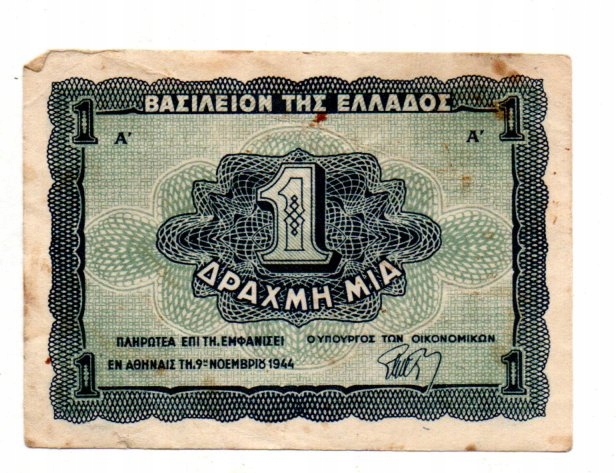 1 ΒΑΣΙΛΕΙΟΝ ΤΗΣ ΕΛΛΑΔΟΣ 1
Α' Α'
1
ΔΡΑΧΜΗ ΜΙΑ
ΠΛΗΡΩΤΕΑ ΕΠΙ ΤΗ, ΕΜΦΑΝΙΣΕΙ
ΕΝ ΑΘΗΝΑΙΣ ΤΗ, 9ῃ ΝΟΕΜΒΡΙΟΥ 1944
Ο ΥΠΟΥΡΓΟΣ ΤΩΝ ΟΙΚΟΝΟΜΙΚΩΝ
1 1